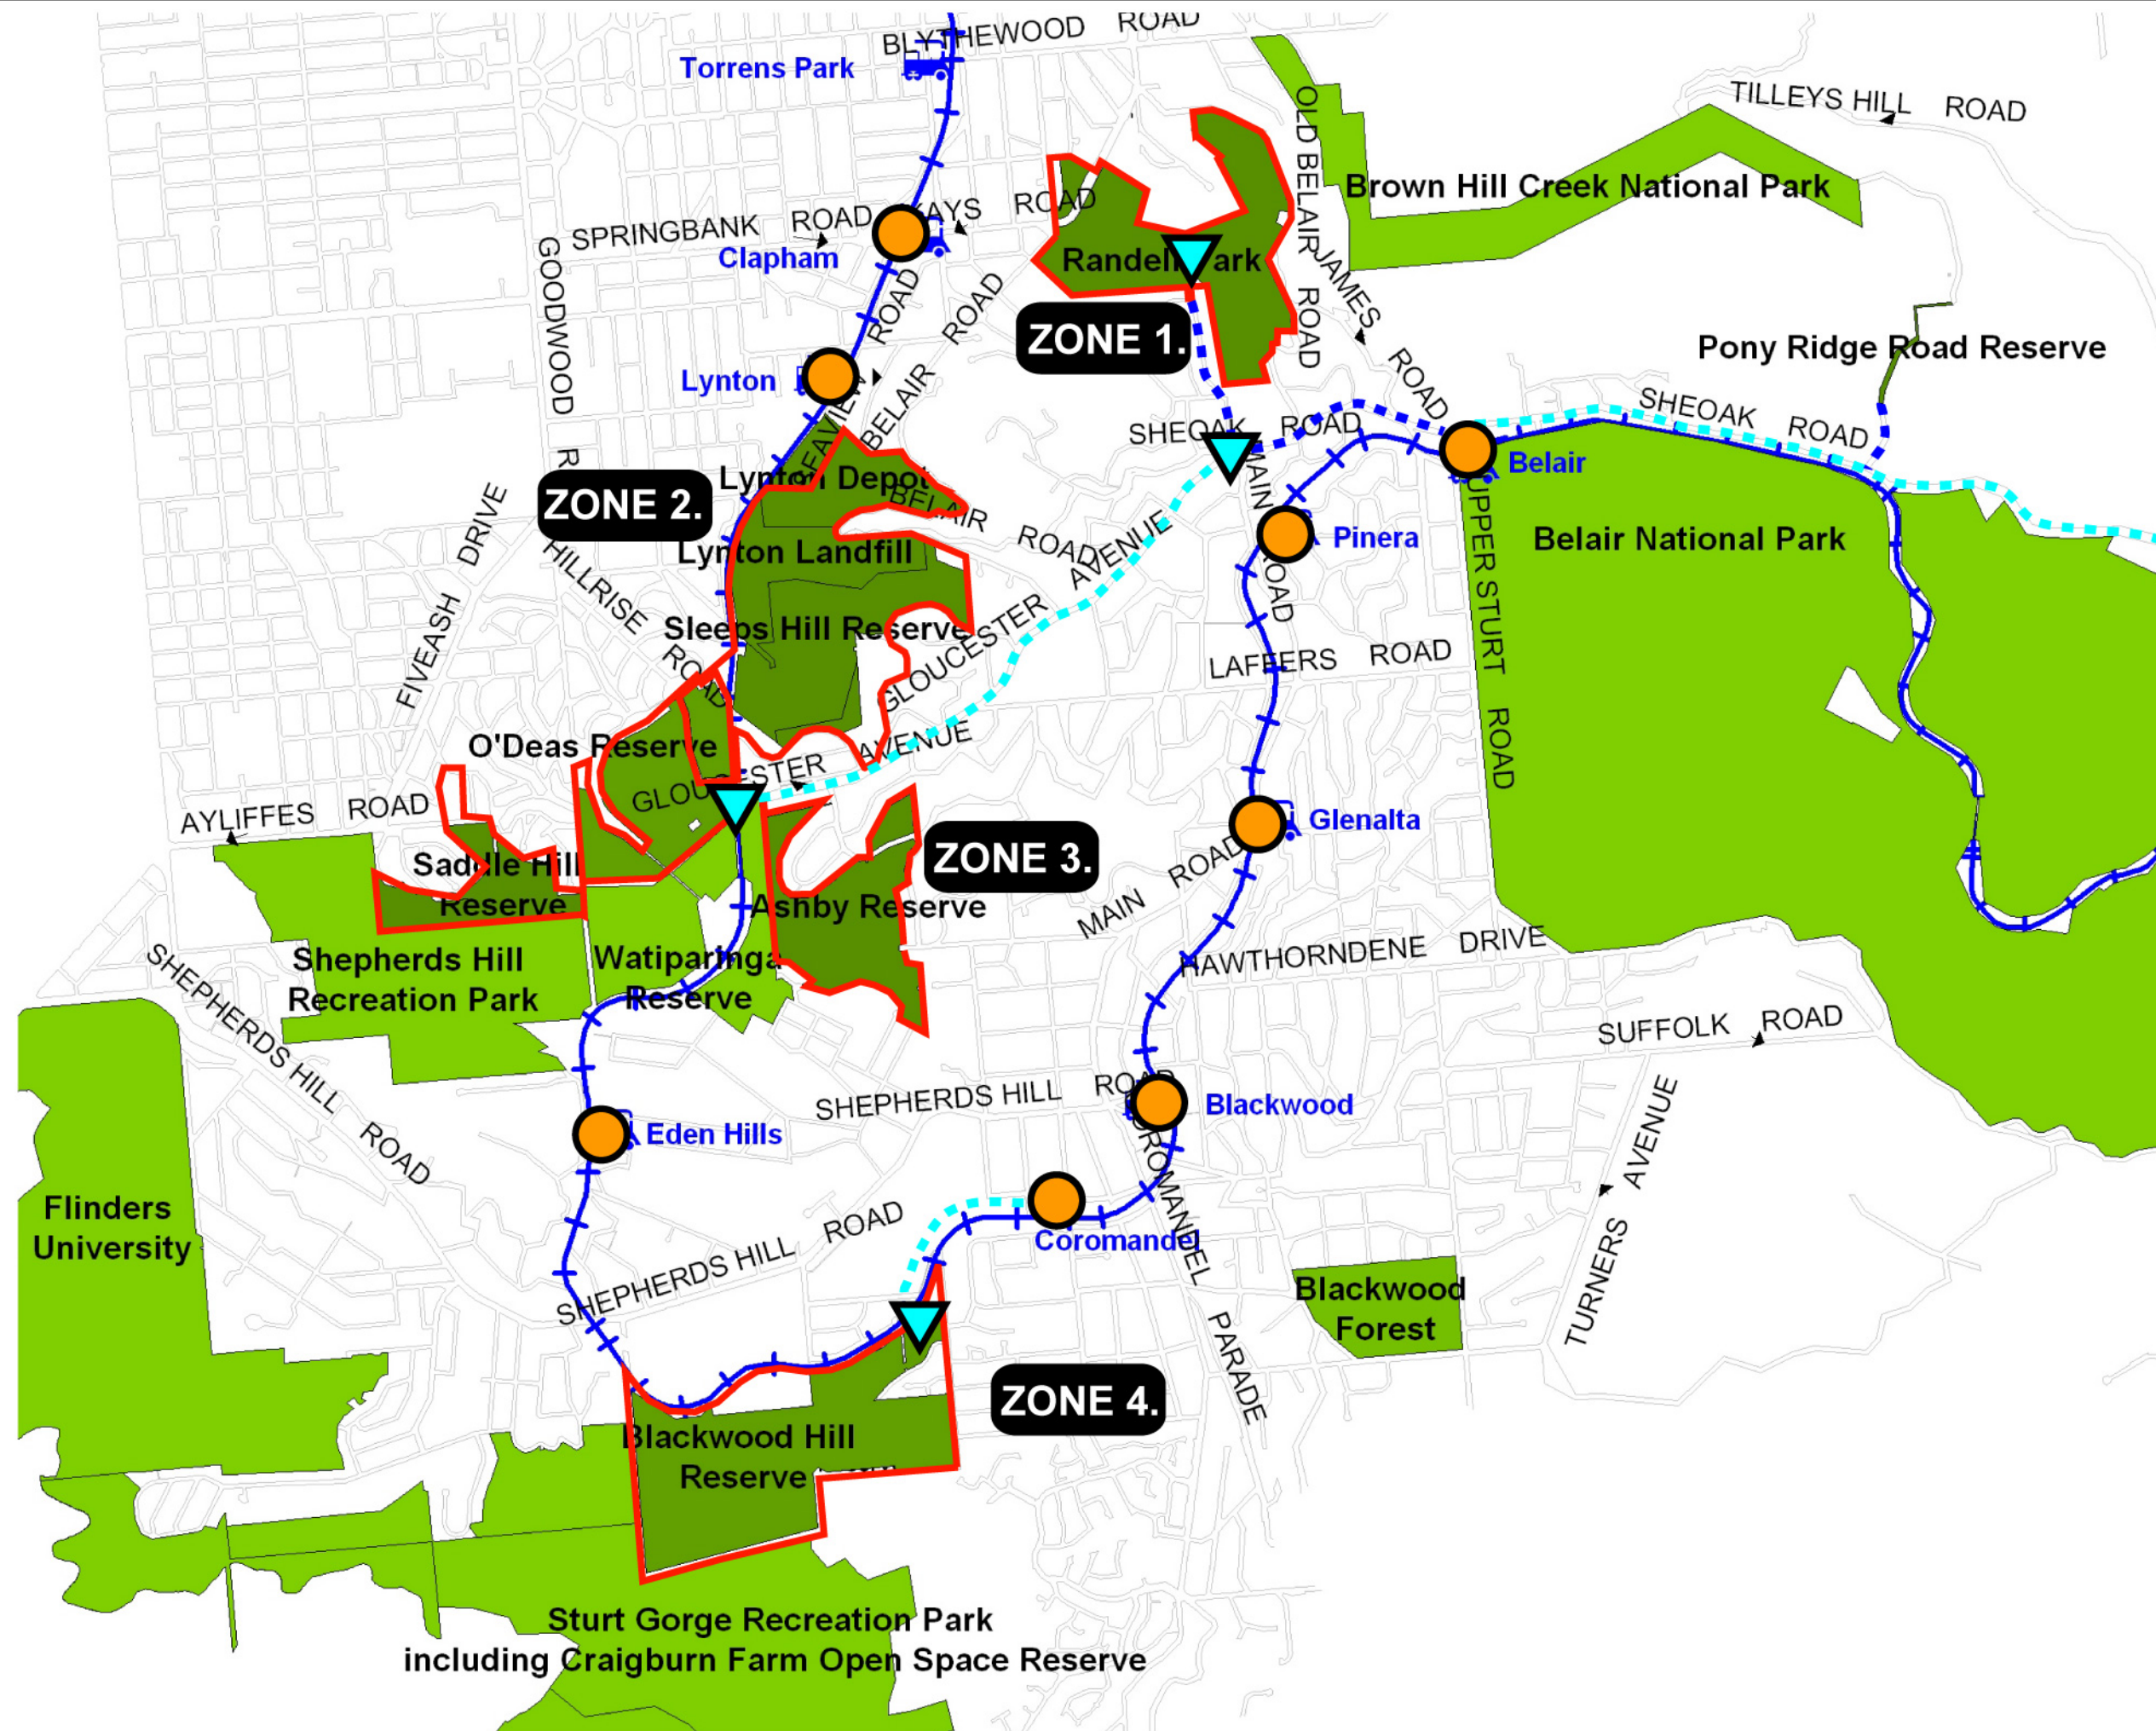 BLYTHEWOOD ROAD
Torrens Park
TILLEYS HILL ROAD
OLD BELAIR ROAD
Brown Hill Creek National Park
SPRINGBANK ROAD
KAYS ROAD
Clapham
Randell Park
GOODWOOD R
JAMES ROAD
ZONE 1.
Pony Ridge Road Reserve
Lynton
ROAD
SEAVIEW
BELAIR ROAD
SHEOAK ROAD
SHEOAK ROAD
Belair
Lynton Depot
ZONE 2.
BELAIR ROAD
MAIN ROAD
Pinera
UPPER STURT ROAD
Belair National Park
FIVEASH DRIVE
HILLRISE ROAD
Lynton Landfill
Sleeps Hill Reserve
GLOUCESTER AVENUE
LAFFERS ROAD
O'Deas Reserve
GLOUCESTER AVENUE
AYLIFFES ROAD
Glenalta
Saddle Hill
Reserve
ZONE 3.
Ashby Reserve
MAIN ROAD
HAWTHORNDENE DRIVE
Shepherds Hill
Recreation Park
Watiparinga
Reserve
SHEPHERDS HILL ROAD
SUFFOLK ROAD
SHEPHERDS HILL ROAD
Blackwood
Eden Hills
TURNERS AVENUE
Flinders
University
SHEPHERDS HILL ROAD
Coromandel
COROMANDEL PARADE
Blackwood
Forest
ZONE 4.
Blackwood Hill
Reserve
Sturt Gorge Recreation Park
including Craigburn Farm Open Space Reserve